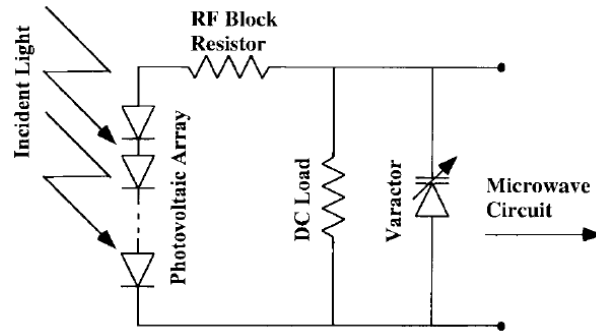 RF Block
Resistor
Incident Light
Photovoltaic Array
DC Load
Varactor
Microwave
Circuit